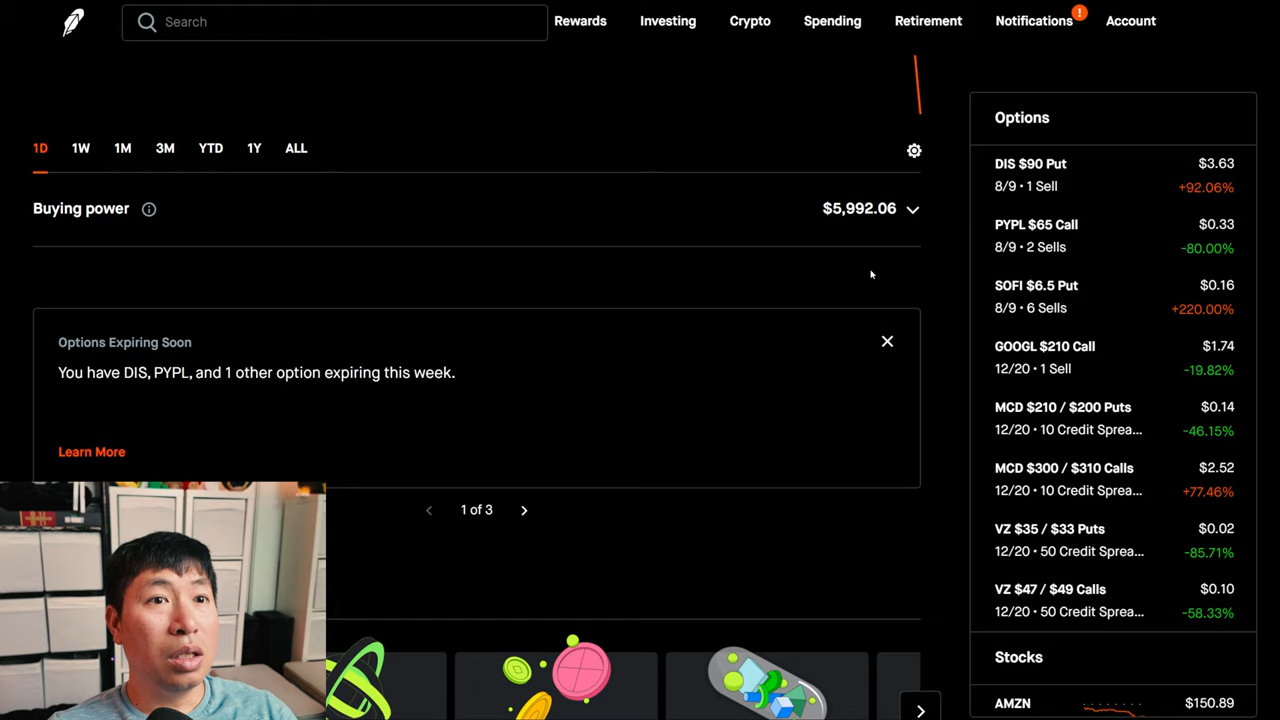 Search
Rewards
Investing
Crypto
Spending
Retirement
Notifications
!
Account
1D
1W
1M
3M
YTD
1Y
ALL
Buying power
$5,992.06
Options Expiring Soon
You have DIS, PYPL, and 1 other option expiring this week.
Learn More
1 of 3
Options
DIS $90 Put $3.63
8/9 • 1 Sell +92.06%
PYPL $65 Call $0.33
8/9 • 2 Sells -80.00%
SOFI $6.5 Put $0.16
8/9 • 6 Sells +220.00%
GOOGL $210 Call $1.74
12/20 • 1 Sell -19.82%
MCD $210 / $200 Puts $0.14
12/20 • 10 Credit Sprea... -46.15%
MCD $300 / $310 Calls $2.52
12/20 • 10 Credit Sprea... +77.46%
VZ $35 / $33 Puts $0.02
12/20 • 50 Credit Sprea... -85.71%
VZ $47 / $49 Calls $0.10
12/20 • 50 Credit Sprea... -58.33%
Stocks
AMZN $150.89